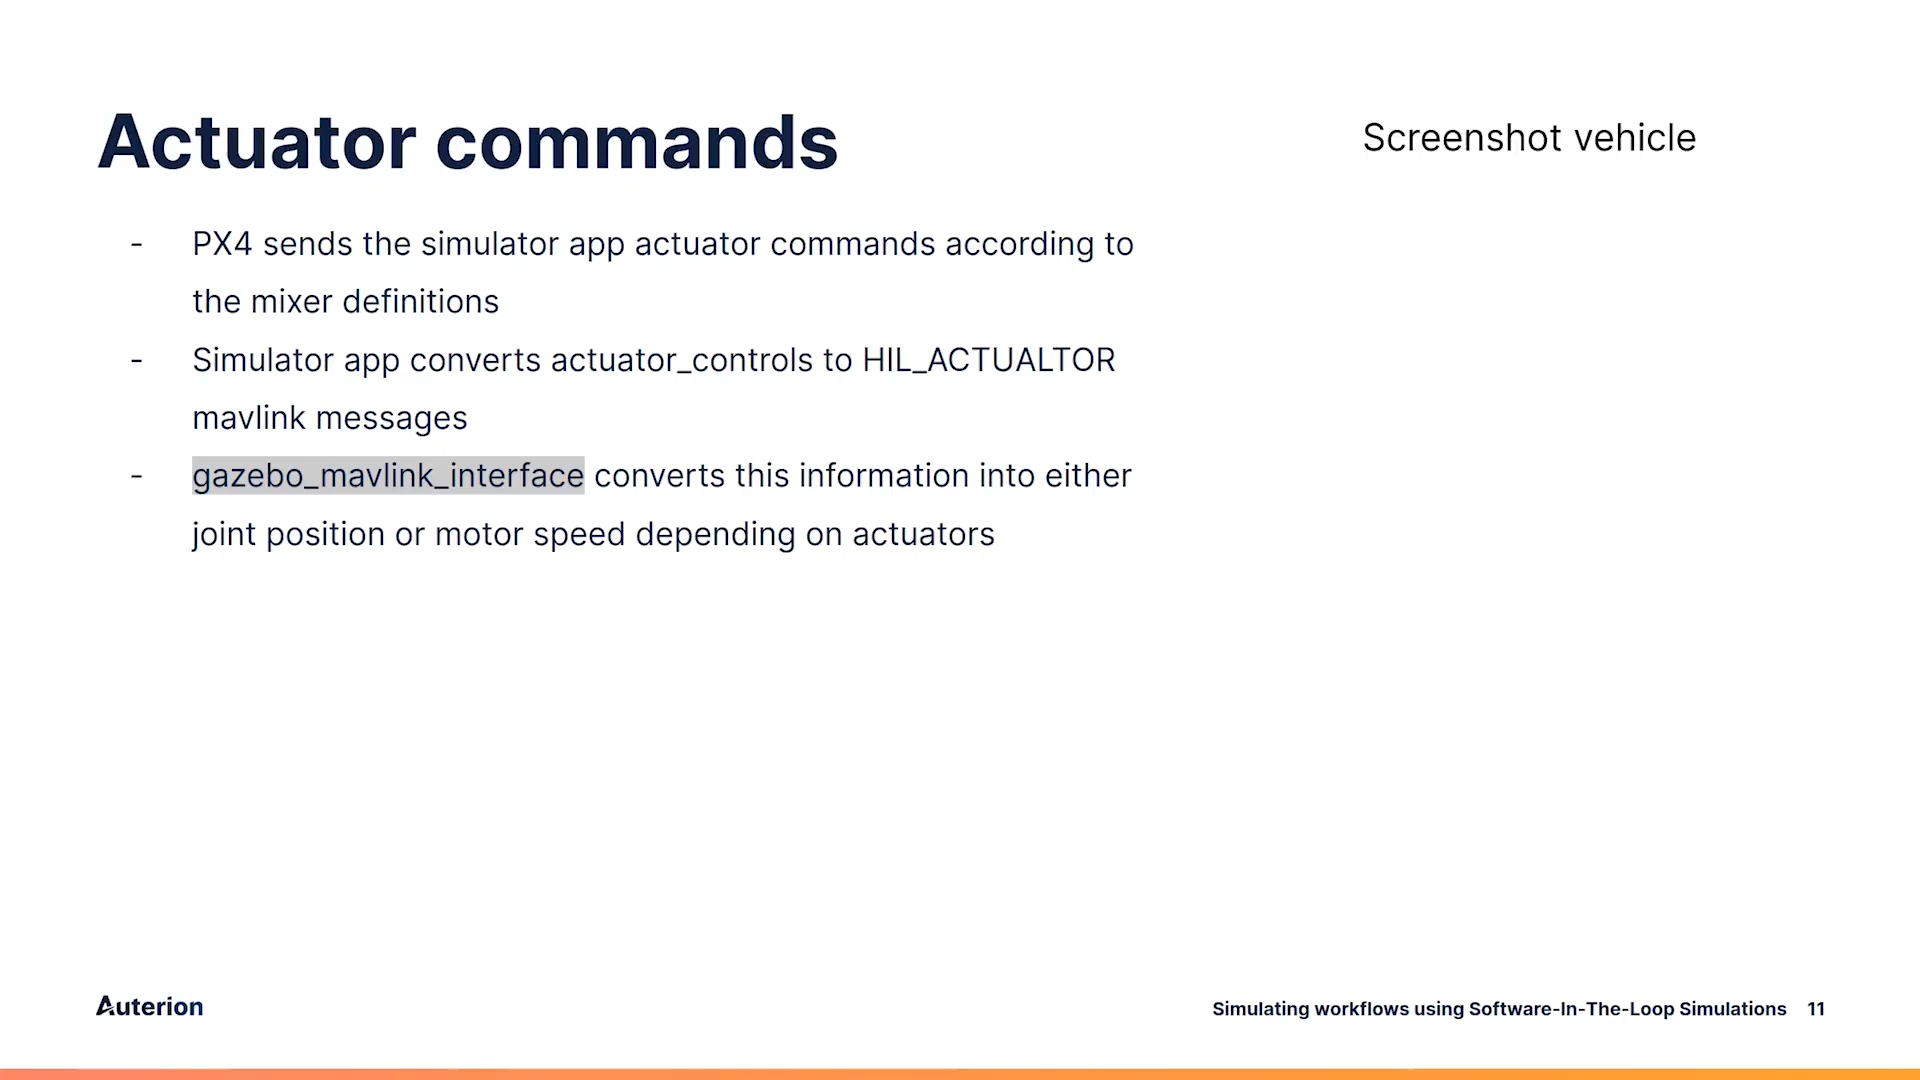 Actuator commands
Screenshot vehicle
- PX4 sends the simulator app actuator commands according to
the mixer definitions
- Simulator app converts actuator_controls to HIL_ACTUALTOR
mavlink messages
- gazebo_mavlink_interface converts this information into either
joint position or motor speed depending on actuators
Auterion
Simulating workflows using Software-In-The-Loop Simulations 11